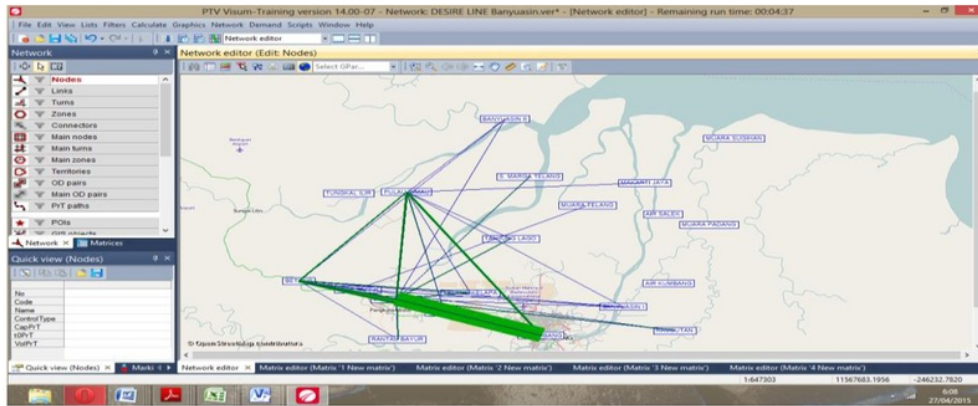 PTV Visum-Training version 14.00-07 - Network: DESIRE LINE Banyuasin.ver* - [Network editor] - Remaining run time: 00:04:37
File Edit View Lists Filters Calculate Graphics Network Demand Scripts Window Help
Network editor
Network
Network editor (Edit: Nodes)
Select GPar...
Nodes
Links
Turns
Zones
Connectors
Main nodes
Main turns
Main zones
Territories
OD pairs
Main OD pairs
PrT paths
POIs
GIS objects
Network
Matrices
Quick view (Nodes)
No
Code
Name
ControlType
CapPrT
t0PrT
VolPrT
BANYUASIN II
MUARA SUGIHAN
S. MARGA TELANG
MAKARTI JAYA
TUNGKAL ILIR
MUARA TELANG
AIR SALEK
MUARA PADANG
TANJUNG LAGO
AIR KUMBANG
BANYUASIN I
RANTAU BAYUR
Quick view (Nodes)
Network editor
Matrix editor (Matrix '1 New matrix')
Matrix editor (Matrix '2 New matrix')
Matrix editor (Matrix '3 New matrix')
Matrix editor (Matrix '4 New matrix')
1:647303
11567683.1956
-246232.7820
6:08
27/04/2015